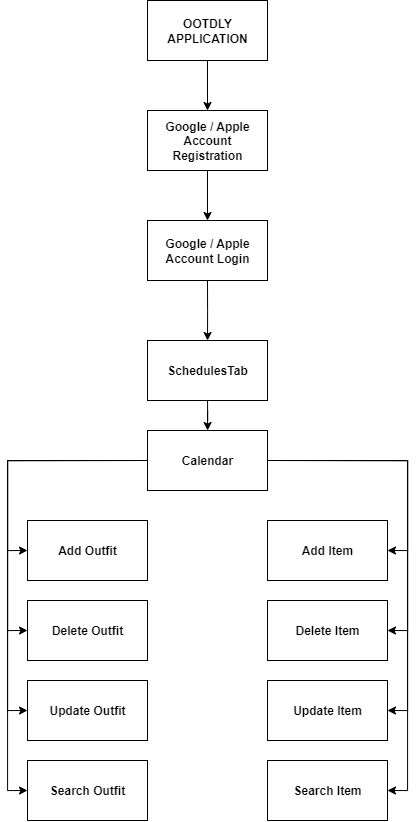 OOTDLY
APPLICATION
Google / Apple
Account
Registration
Google / Apple
Account Login
SchedulesTab
Calendar
Add Outfit
Add Item
Delete Outfit
Delete Item
Update Outfit
Update Item
Search Outfit
Search Item